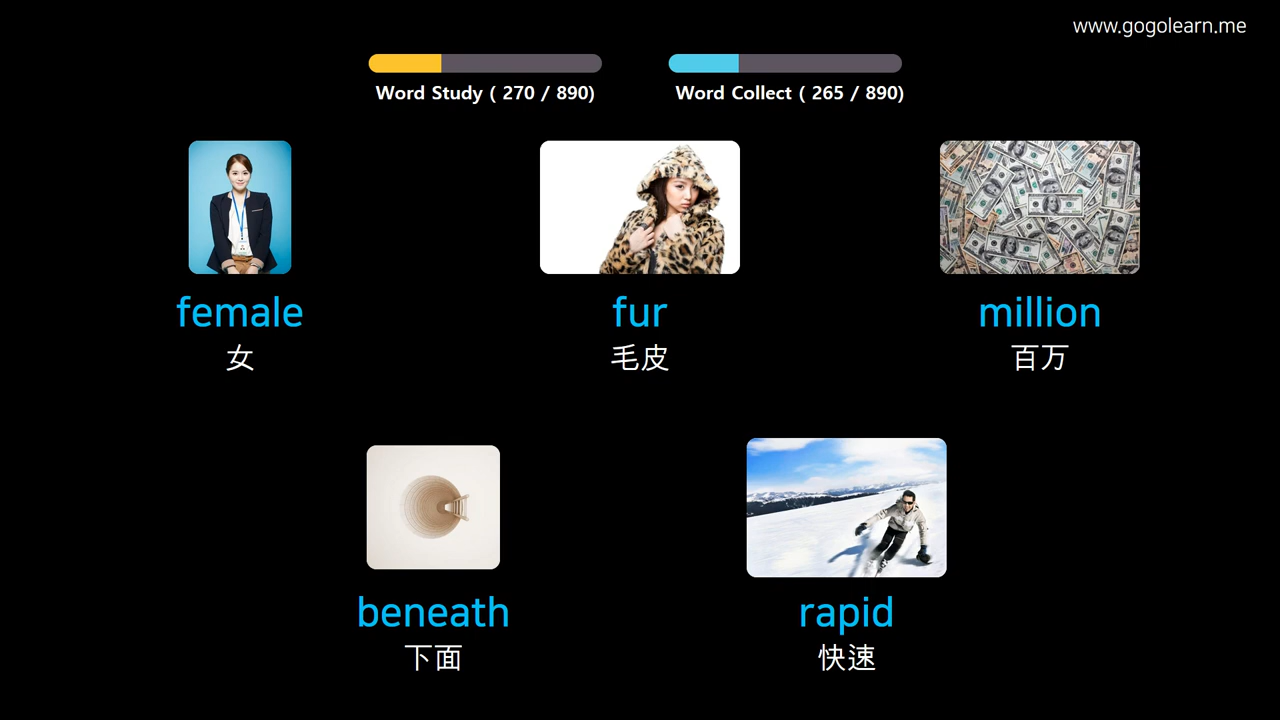 www.gogolearn.me
Word Study ( 270 / 890)
Word Collect ( 265 / 890)
female
女
fur
毛皮
million
百万
beneath
下面
rapid
快速